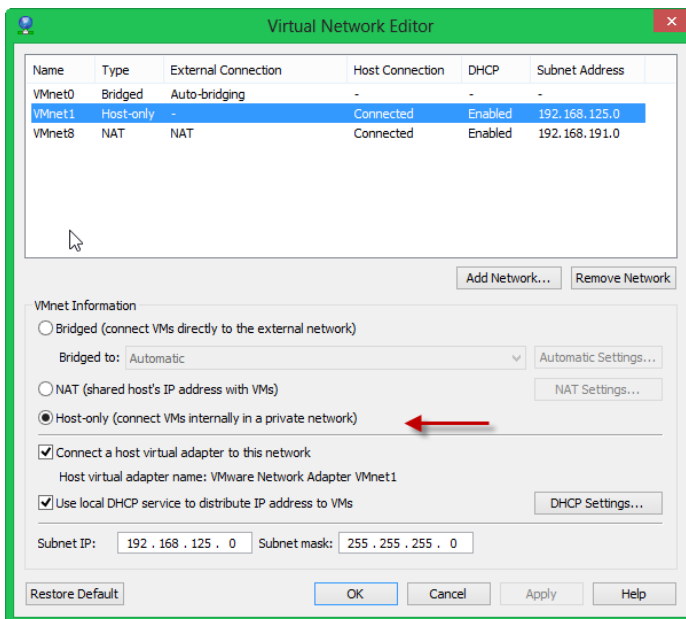 Virtual Network Editor
Name Type External Connection Host Connection DHCP Subnet Address
VMnet0 Bridged Auto-bridging - - -
VMnet1 Host-only - Connected Enabled 192.168.125.0
VMnet8 NAT NAT Connected Enabled 192.168.191.0
Add Network... Remove Network
VMnet Information
Bridged (connect VMs directly to the external network)
Bridged to: Automatic Automatic Settings...
NAT (shared host's IP address with VMs) NAT Settings...
Host-only (connect VMs internally in a private network)
Connect a host virtual adapter to this network
Host virtual adapter name: VMware Network Adapter VMnet1
Use local DHCP service to distribute IP address to VMs DHCP Settings...
Subnet IP: 192 . 168 . 125 . 0 Subnet mask: 255 . 255 . 255 . 0
Restore Default OK Cancel Apply Help